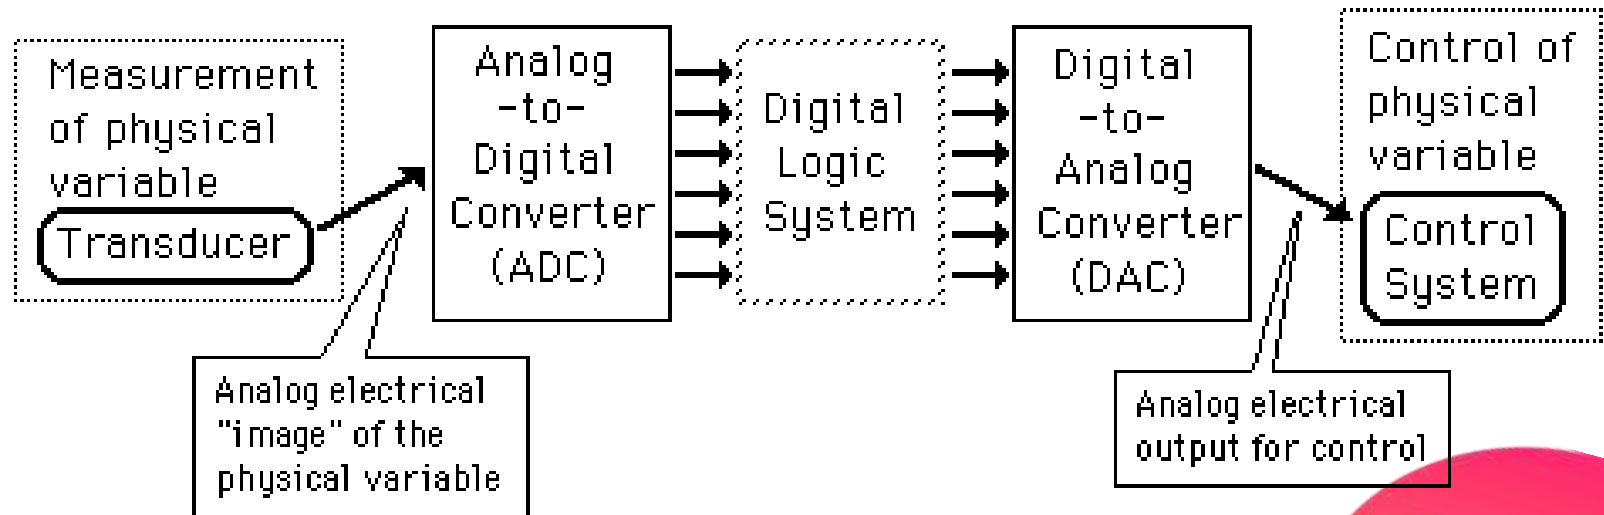 Measurement
of physical
variable
Transducer
Analog
-to-
Digital
Converter
(ADC)
Digital
Logic
System
Digital
-to-
Analog
Converter
(DAC)
Control of
physical
variable
Control
System
Analog electrical
"image" of the
physical variable
Analog electrical
output for control